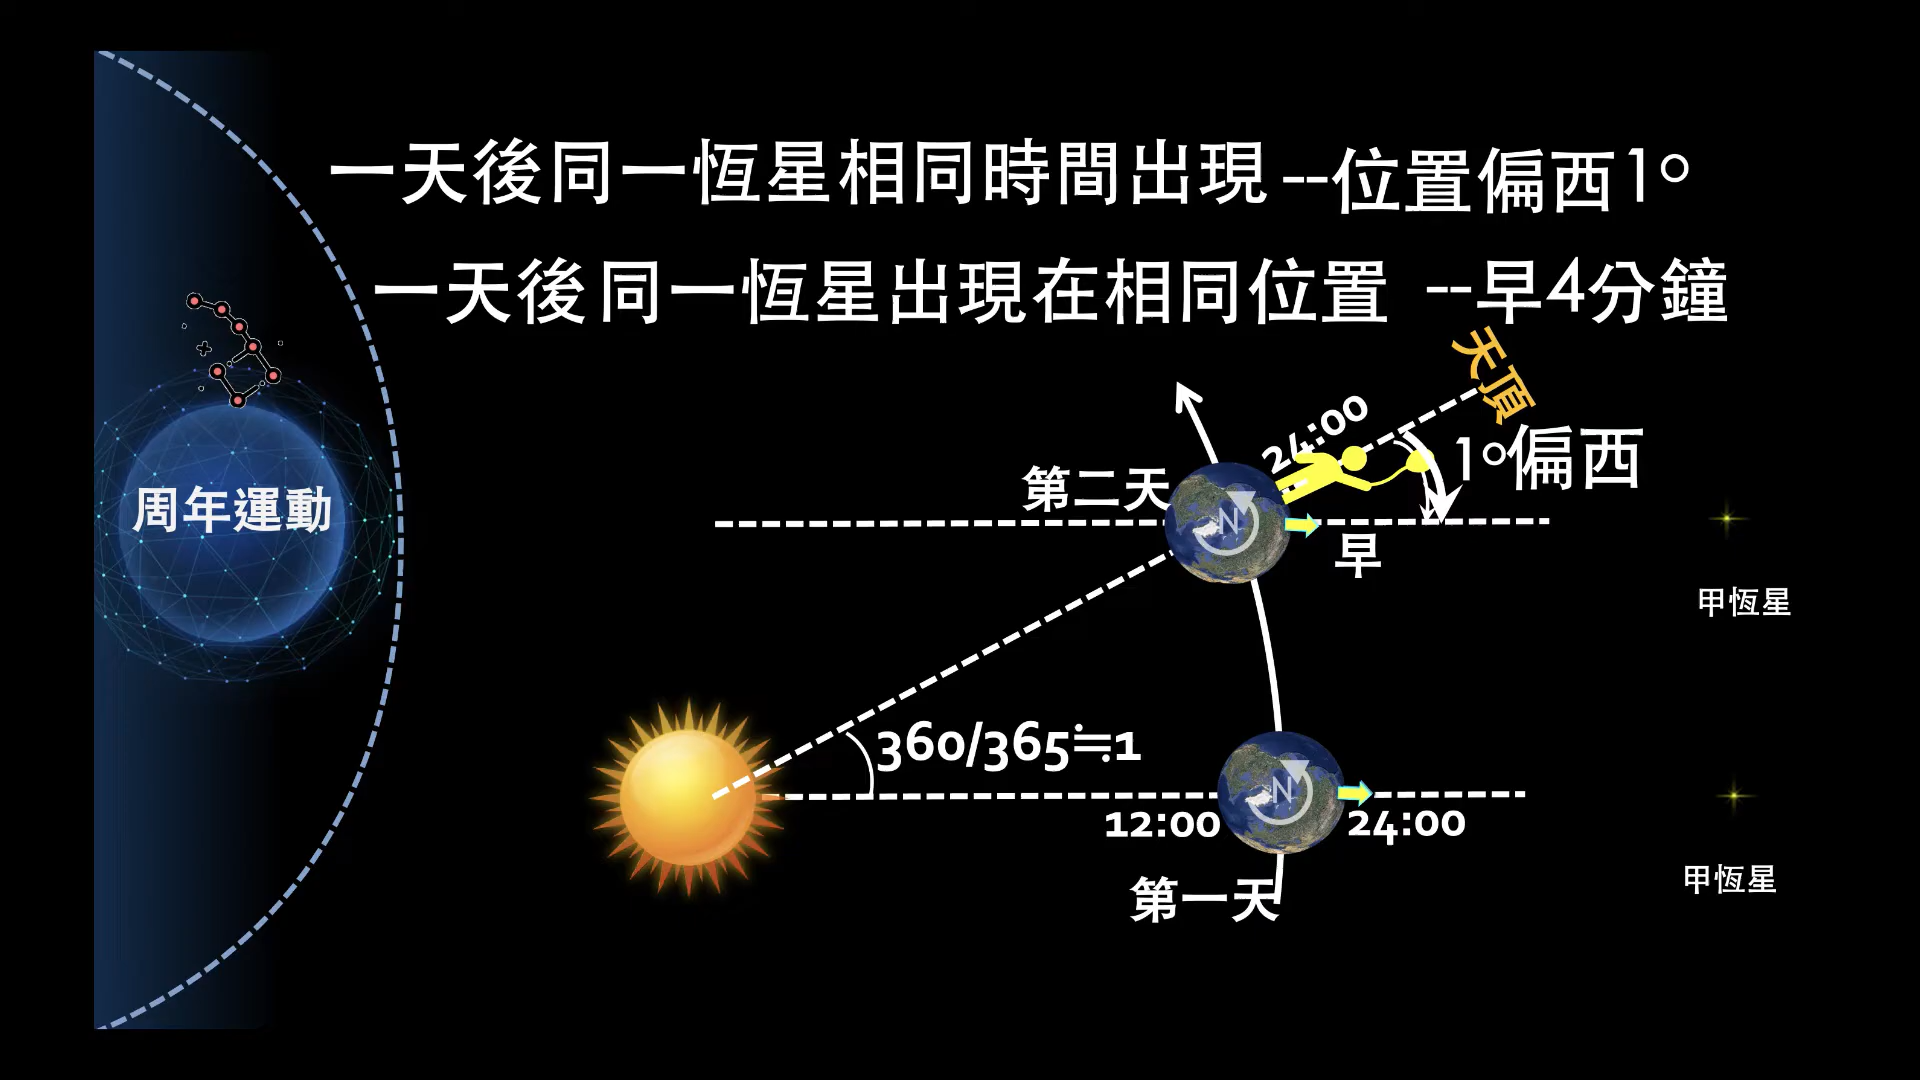 一天後同一恆星相同時間出現--位置偏西1°
一天後同一恆星出現在相同位置 --早4分鐘
天頂
24:00
1°偏西
第二天
N
早
周年運動
甲恆星
360/365≒1
N
12:00
24:00
甲恆星
第一天